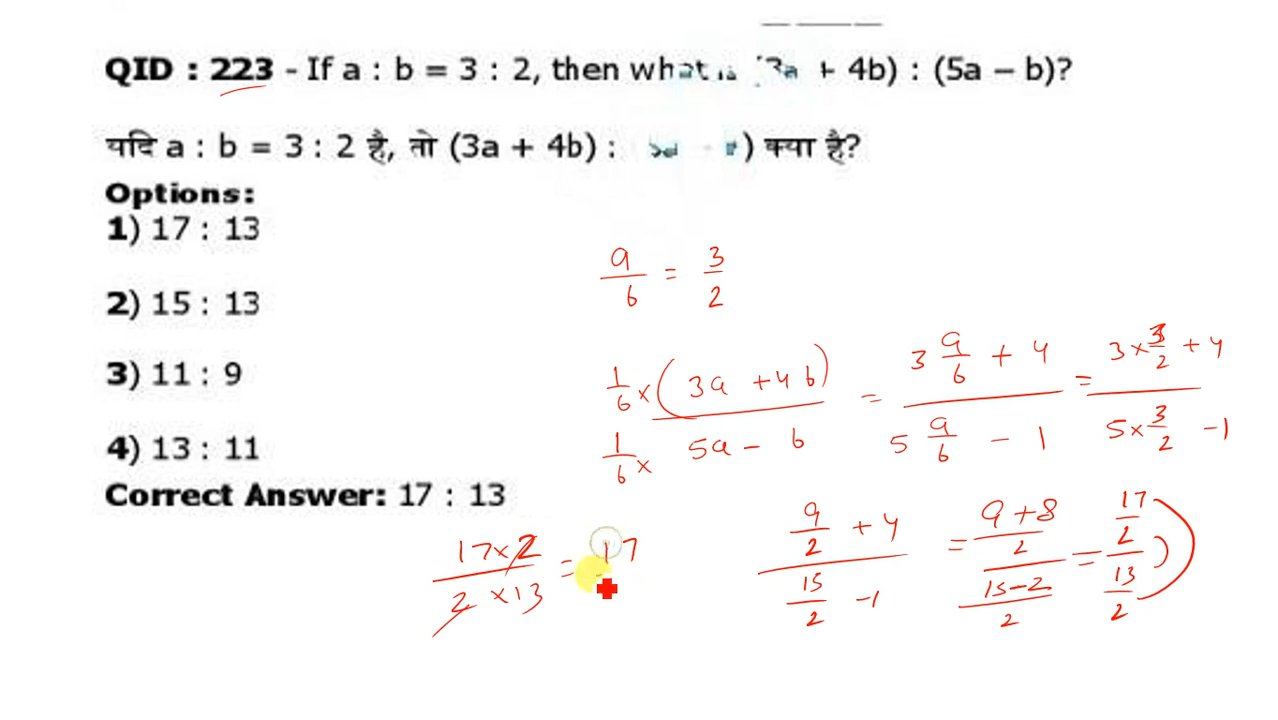 QID : 223 - If a : b = 3 : 2, then what is (3a + 4b) : (5a − b)?
यदि a : b = 3 : 2 है, तो (3a + 4b) : ) क्या है?
Options:
1) 17 : 13
2) 15 : 13
3) 11 : 9
4) 13 : 11
Correct Answer: 17 : 13
a/b = 3/2
1/b × (3a + 4b) / 1/b × 5a − b = 3 a/b + 4 / 5 a/b − 1 = 3 × 3/2 + 4 / 5 × 3/2 − 1
9/2 + 4 / 15/2 − 1 = 9 + 8/2 / 15 − 2/2 = 17/2 / 13/2
17 × 2 / 2 × 13 = 17